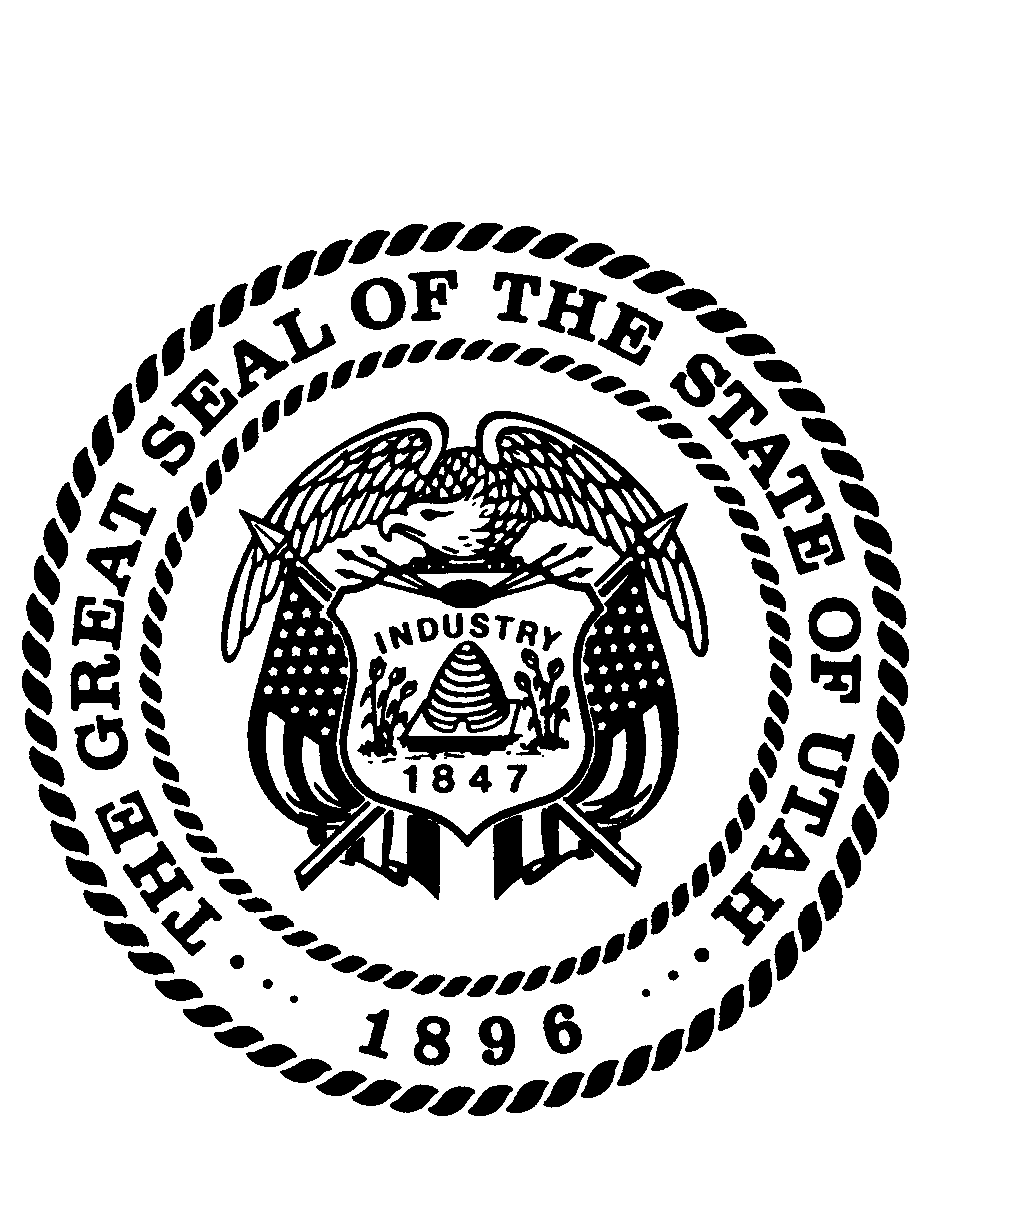 THE GREAT SEAL OF THE STATE OF UTAH
INDUSTRY
1847
1896